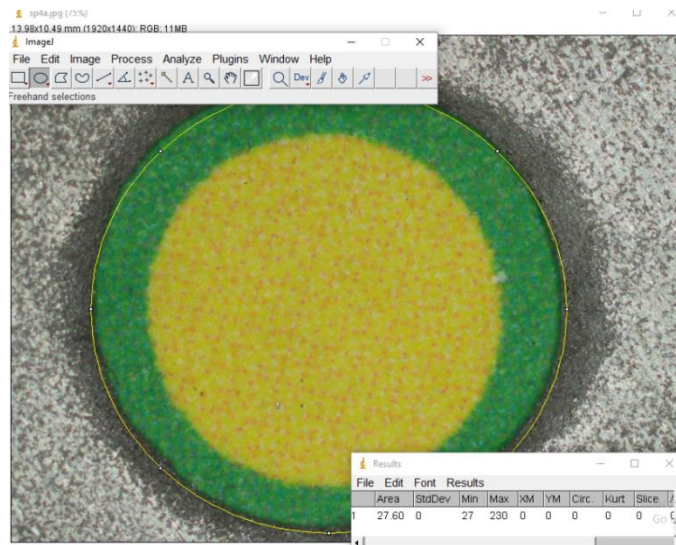 sp4a.jpg (75%)
13.98x10.49 mm (1920x1440); RGB; 11MB
ImageJ
File Edit Image Process Analyze Plugins Window Help
A Dev
Freehand selections
Results
File Edit Font Results
Area StdDev Min Max XM YM Circ. Kurt Slice
1 27.60 0 27 230 0 0 0 0 0
Go